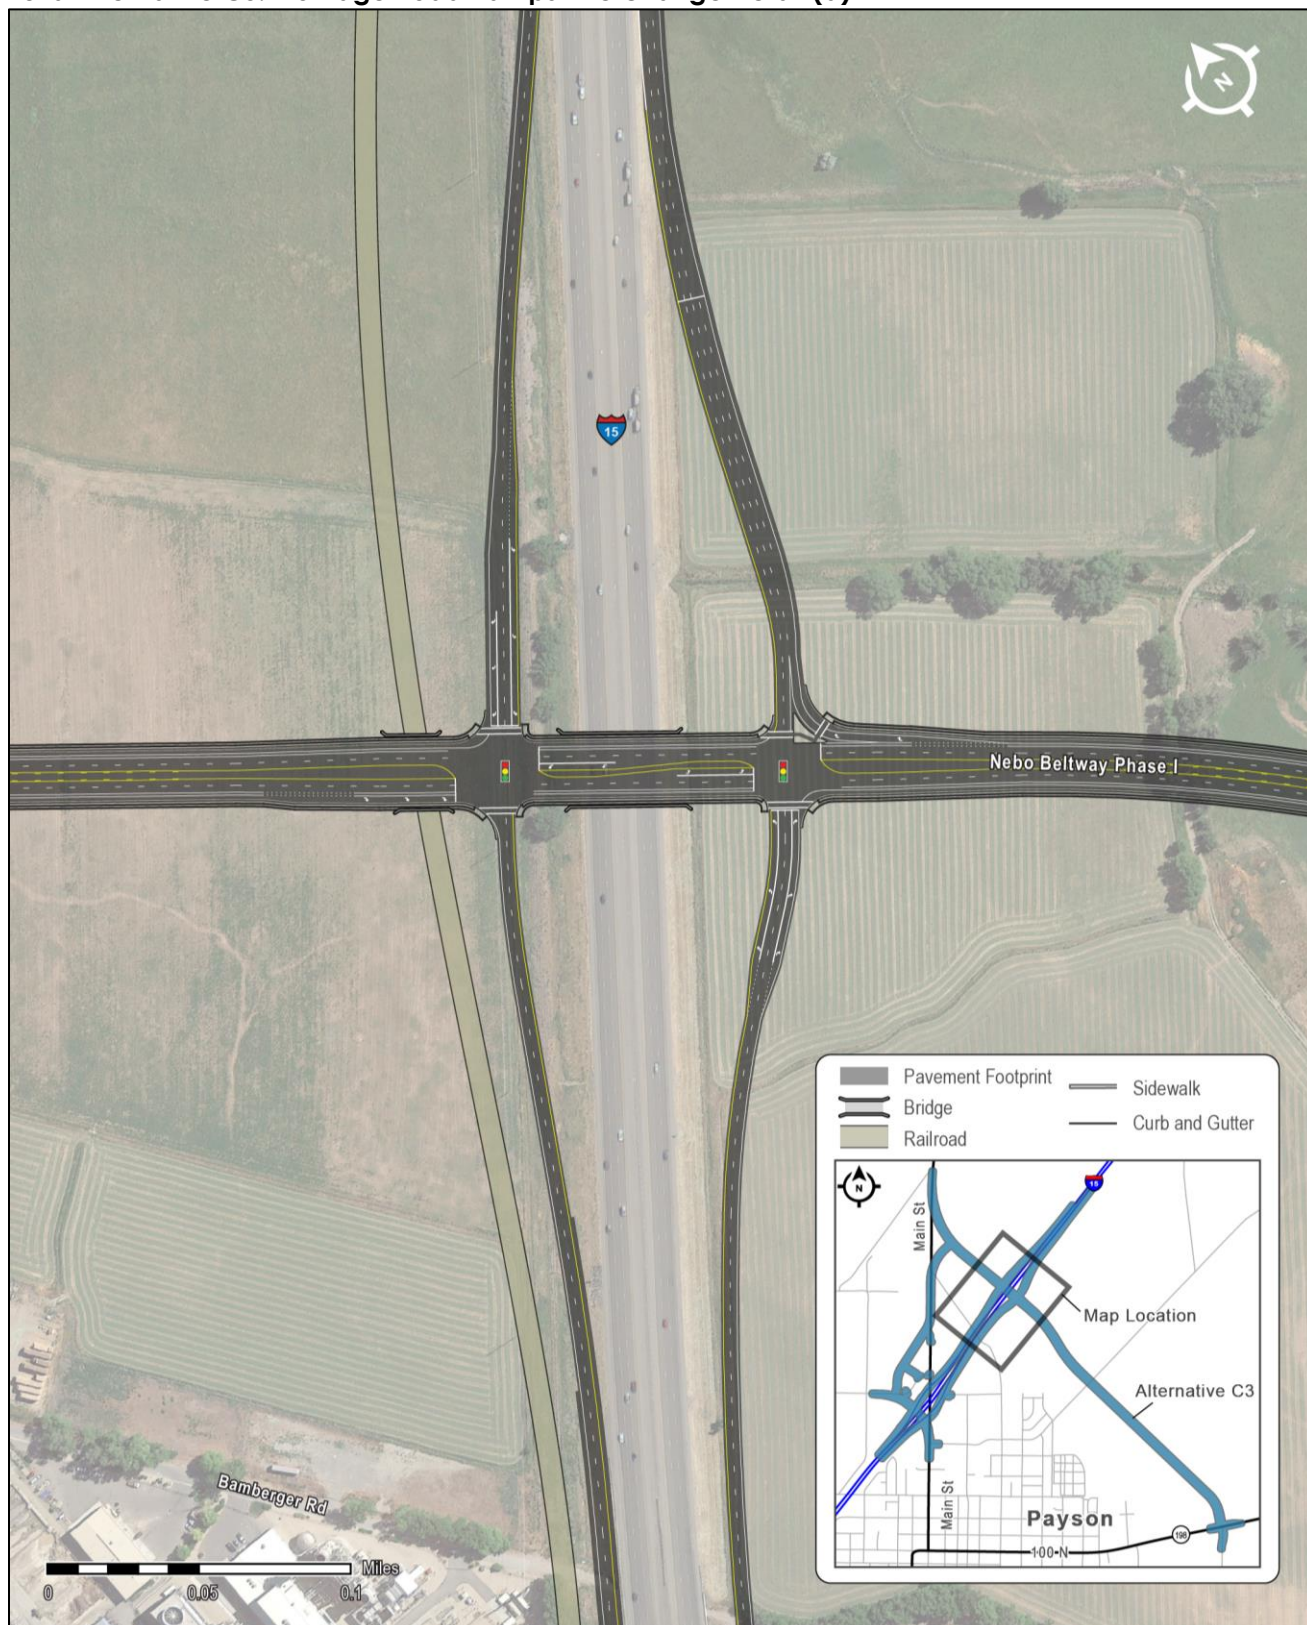 N
15
Nebo Beltway Phase I
Pavement Footprint
Bridge
Railroad
Sidewalk
Curb and Gutter
N
15
Main St
Map Location
Alternative C3
Main St
Payson
198
100 N
Bamberger Rd
Miles
0
0.05
0.1